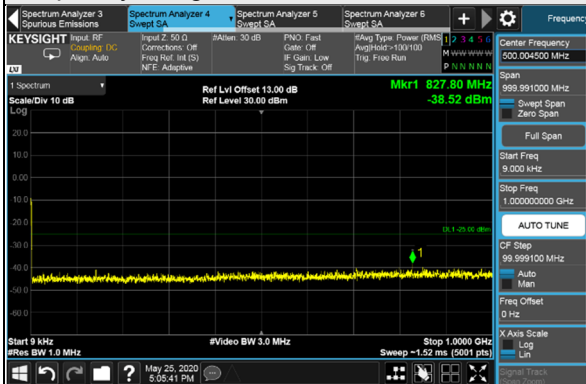 Spectrum Analyzer 3
Spurious Emissions
Spectrum Analyzer 4
Swept SA
Spectrum Analyzer 5
Swept SA
Spectrum Analyzer 6
Swept SA
+
Frequency
KEYSIGHT
Input: RF
Coupling: DC
Align: Auto
Input Z: 50 Ω
Corrections: Off
Freq Ref: Int (S)
NFE: Adaptive
#Atten: 30 dB
PNO: Fast
Gate: Off
IF Gain: Low
Sig Track: Off
#Avg Type: Power (RMS)
Avg|Hold:>100/100
Trig: Free Run
1 2 3 4 5 6
M W W W W W
P N N N N N
LU
1 Spectrum
Scale/Div 10 dB
Log
Ref Lvl Offset 13.00 dB
Ref Level 30.00 dBm
Mkr1 827.80 MHz
-38.52 dBm
20.0
10.0
0.00
-10.0
-20.0
-30.0
-40.0
-50.0
-60.0
DL1 -25.00 dBm
1
Start 9 kHz
#Res BW 1.0 MHz
#Video BW 3.0 MHz
Stop 1.0000 GHz
Sweep ~1.52 ms (5001 pts)
May 25, 2020
5:05:41 PM
?
Center Frequency
500.004500 MHz
Span
999.991000 MHz
Swept Span
Zero Span
Full Span
Start Freq
9.000 kHz
Stop Freq
1.000000000 GHz
AUTO TUNE
CF Step
99.999100 MHz
Auto
Man
Freq Offset
0 Hz
X Axis Scale
Log
Lin
Signal Track
(Span Zoom)